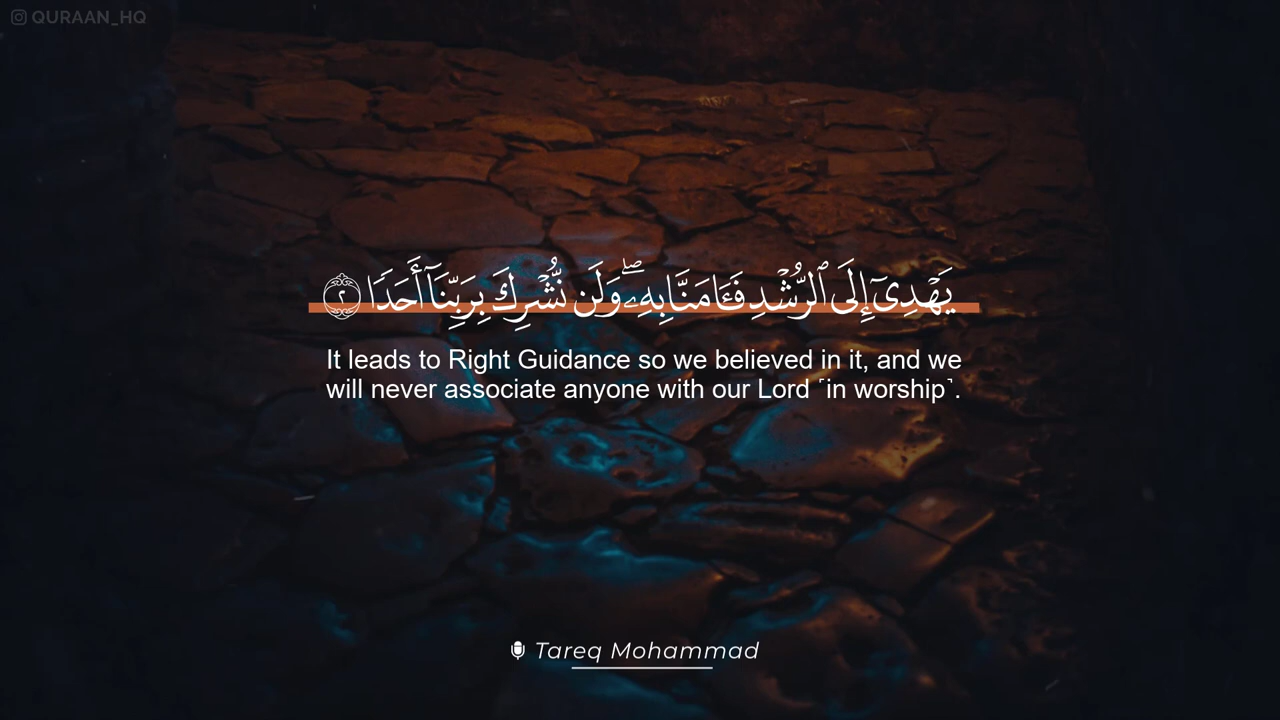 QURAAN_HQ
يَهْدِىٓ إِلَى ٱلرُّشْدِ فَـَٔامَنَّا بِهِۦ ۖ وَلَن نُّشْرِكَ بِرَبِّنَآ أَحَدًا ٢
It leads to Right Guidance so we believed in it, and we
will never associate anyone with our Lord ˹in worship˺.
Tareq Mohammad